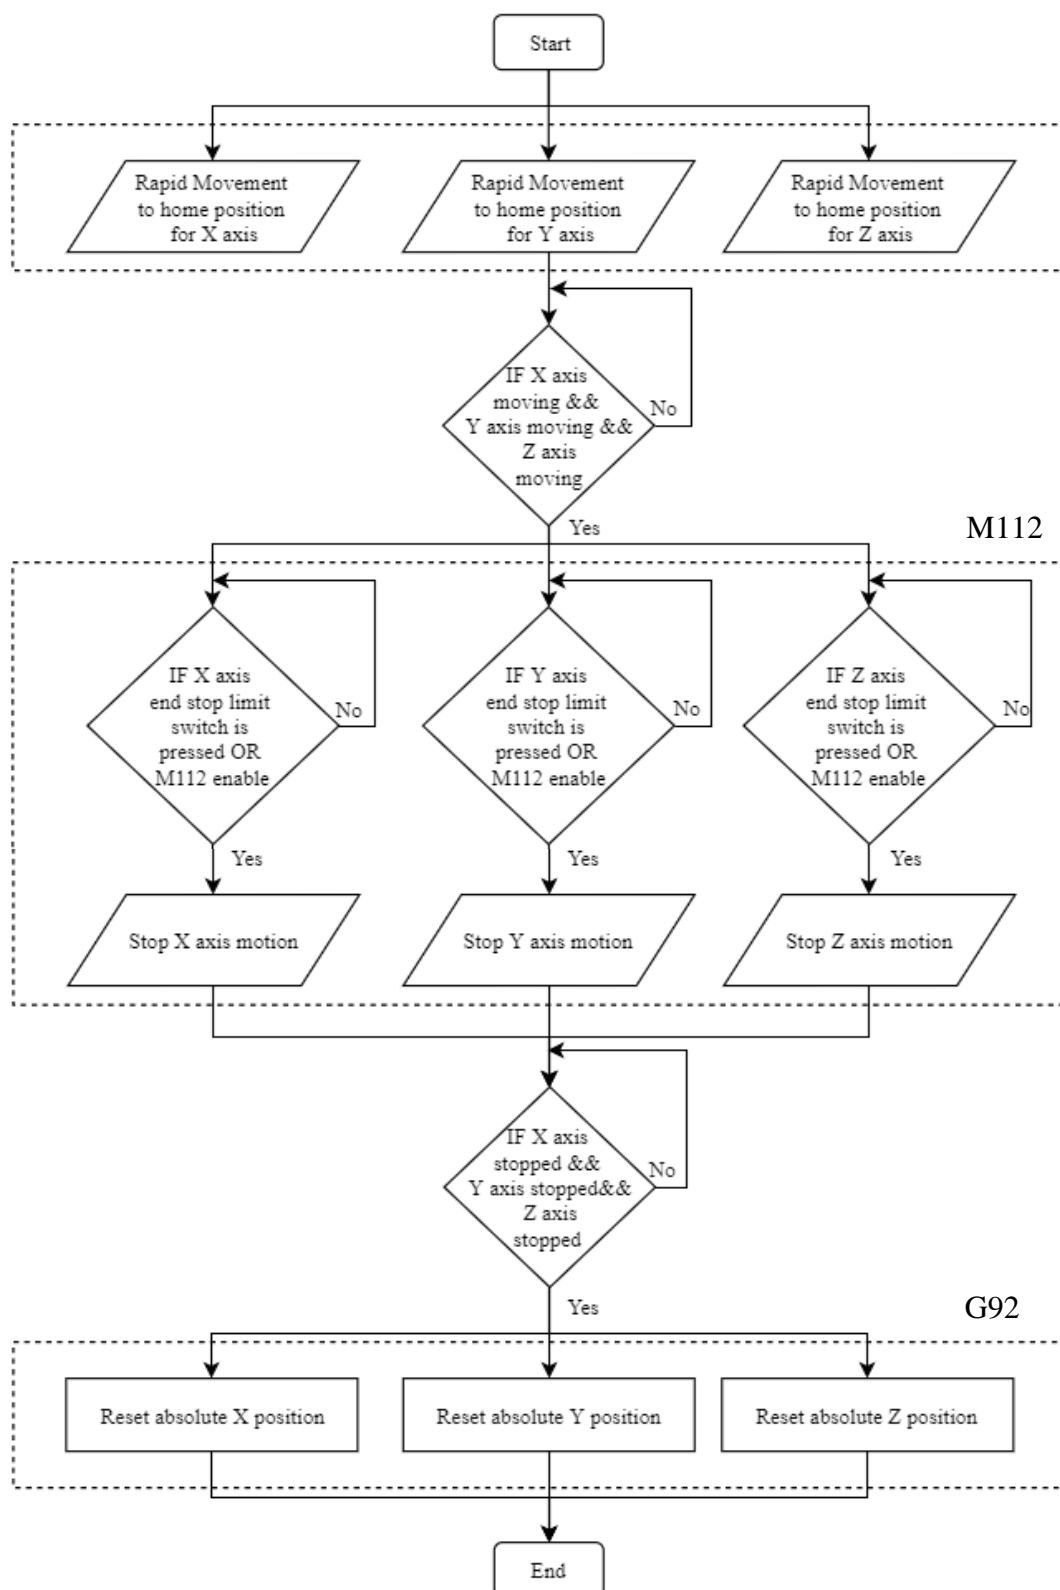 Start
Rapid Movement
to home position
for X axis
Rapid Movement
to home position
for Y axis
Rapid Movement
to home position
for Z axis
IF X axis
moving &&
Y axis moving &&
Z axis
moving
No
Yes
M112
IF X axis
end stop limit
switch is
pressed OR
M112 enable
No
IF Y axis
end stop limit
switch is
pressed OR
M112 enable
No
IF Z axis
end stop limit
switch is
pressed OR
M112 enable
No
Yes
Yes
Yes
Stop X axis motion
Stop Y axis motion
Stop Z axis motion
IF X axis
stopped &&
Y axis stopped&&
Z axis
stopped
No
Yes
G92
Reset absolute X position
Reset absolute Y position
Reset absolute Z position
End